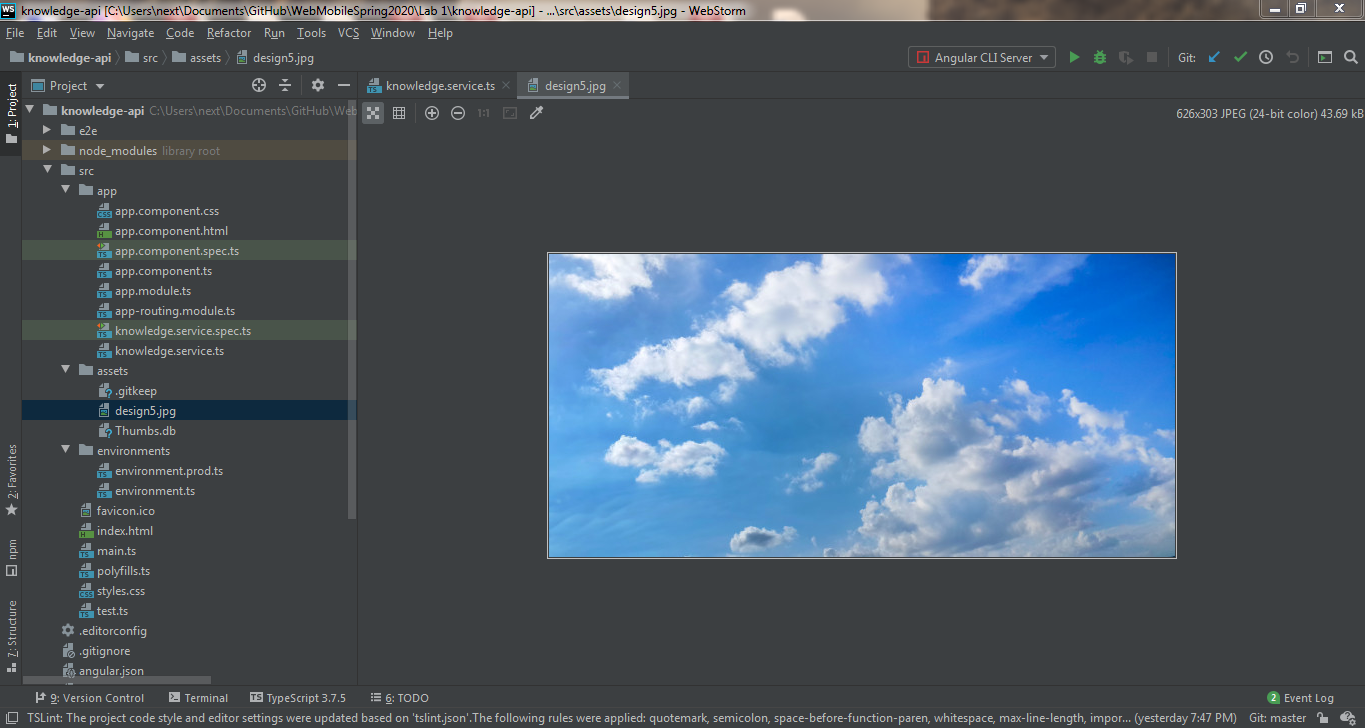 WS knowledge-api [C:\Users\next\Documents\GitHub\WebMobileSpring2020\Lab 1\knowledge-api] - ...\src\assets\design5.jpg - WebStorm
File Edit View Navigate Code Refactor Run Tools VCS Window Help
knowledge-api src assets design5.jpg Angular CLI Server Git:
Project knowledge.service.ts design5.jpg
1: Project
1:1 626x303 JPEG (24-bit color) 43.69 kB
knowledge-api C:\Users\next\Documents\GitHub\Web
e2e
node_modules library root
src
app
app.component.css
app.component.html
app.component.spec.ts
app.component.ts
app.module.ts
app-routing.module.ts
knowledge.service.spec.ts
knowledge.service.ts
assets
.gitkeep
design5.jpg
Thumbs.db
environments
environment.prod.ts
environment.ts
favicon.ico
index.html
main.ts
polyfills.ts
styles.css
test.ts
.editorconfig
.gitignore
angular.json
2: Favorites
npm
7: Structure
9: Version Control Terminal TypeScript 3.7.5 6: TODO 2 Event Log
TSLint: The project code style and editor settings were updated based on 'tslint.json'.The following rules were applied: quotemark, semicolon, space-before-function-paren, whitespace, max-line-length, impor... (yesterday 7:47 PM) Git: master